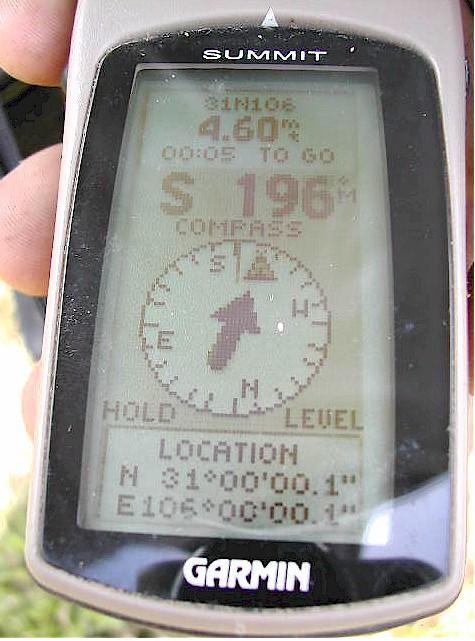 SUMMIT
31N106
4.60 mt
00:05 TO GO
S 196°M
COMPASS
S
E
W
N
HOLD LEVEL
LOCATION
N 31°00'00.1"
E106°00'00.1"
GARMIN